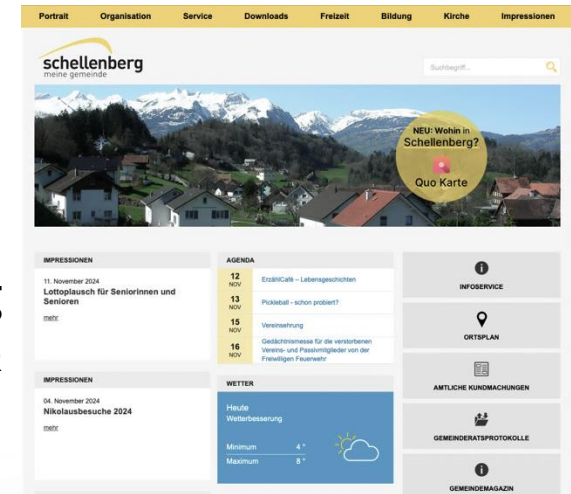 Portrait Organisation Service Downloads Freizeit Bildung Kirche Impressionen
schellenberg
meine gemeinde
Suchbegriff...
NEU: Wohin in
Schellenberg?
Quo Karte
IMPRESSIONEN
11. November 2024
Lottoplausch für Seniorinnen und
Senioren
mehr
IMPRESSIONEN
04. November 2024
Nikolausbesuche 2024
mehr
AGENDA
12
NOV
ErzählCafé – Lebensgeschichten
13
NOV
Pickleball - schon probiert?
15
NOV
Vereinsehrung
16
NOV
Gedächtnismesse für die verstorbenen
Vereins- und Passivmitglieder von der
Freiwilligen Feuerwehr
WETTER
Heute
Wetterbesserung
Minimum 4 °
Maximum 8 °
INFOSERVICE
ORTSPLAN
AMTLICHE KUNDMACHUNGEN
GEMEINDERATSPROTOKOLLE
GEMEINDEMAGAZIN